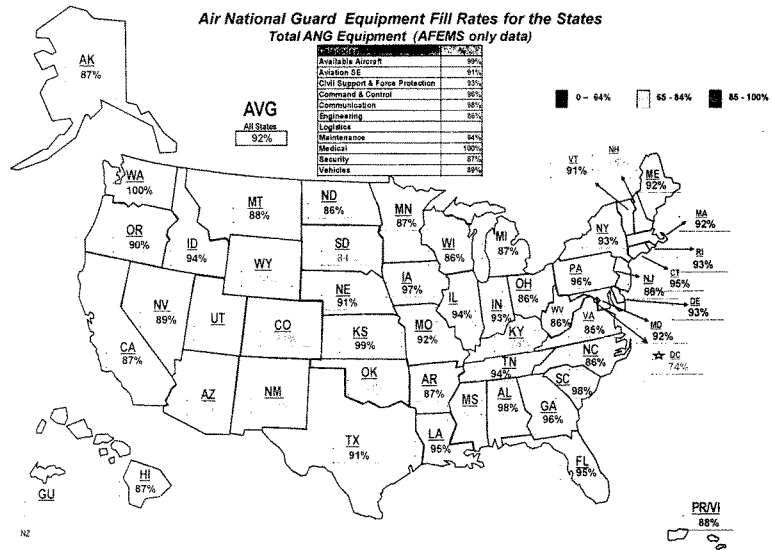 Air National Guard Equipment Fill Rates for the States
Total ANG Equipment (AFEMS only data)
Available Aircraft 99%
Aviation SE 91%
Civil Support & Force Protection 93%
Command & Control 96%
Communication 98%
Engineering 86%
Logistics
Maintenance 94%
Medical 100%
Security 87%
Vehicles 89%
AVG
All States
92%
0 – 64%
65 - 84%
85 - 100%
AK
87%
WA
100%
OR
90%
ID
94%
MT
88%
ND
86%
SD
WY
NE
91%
NV
89%
UT
CO
KS
99%
CA
87%
AZ
NM
OK
TX
91%
MN
87%
IA
97%
MO
92%
AR
87%
LA
95%
WI
86%
MI
87%
IL
94%
IN
93%
OH
86%
KY
TN
94%
MS
AL
98%
GA
96%
FL
95%
SC
98%
NC
86%
VA
85%
WV
86%
PA
96%
NY
93%
VT
91%
NH
ME
92%
MA
92%
RI
93%
CT
95%
NJ
86%
DE
93%
MD
92%
DC
74%
HI
87%
GU
PR/VI
88%
NZ